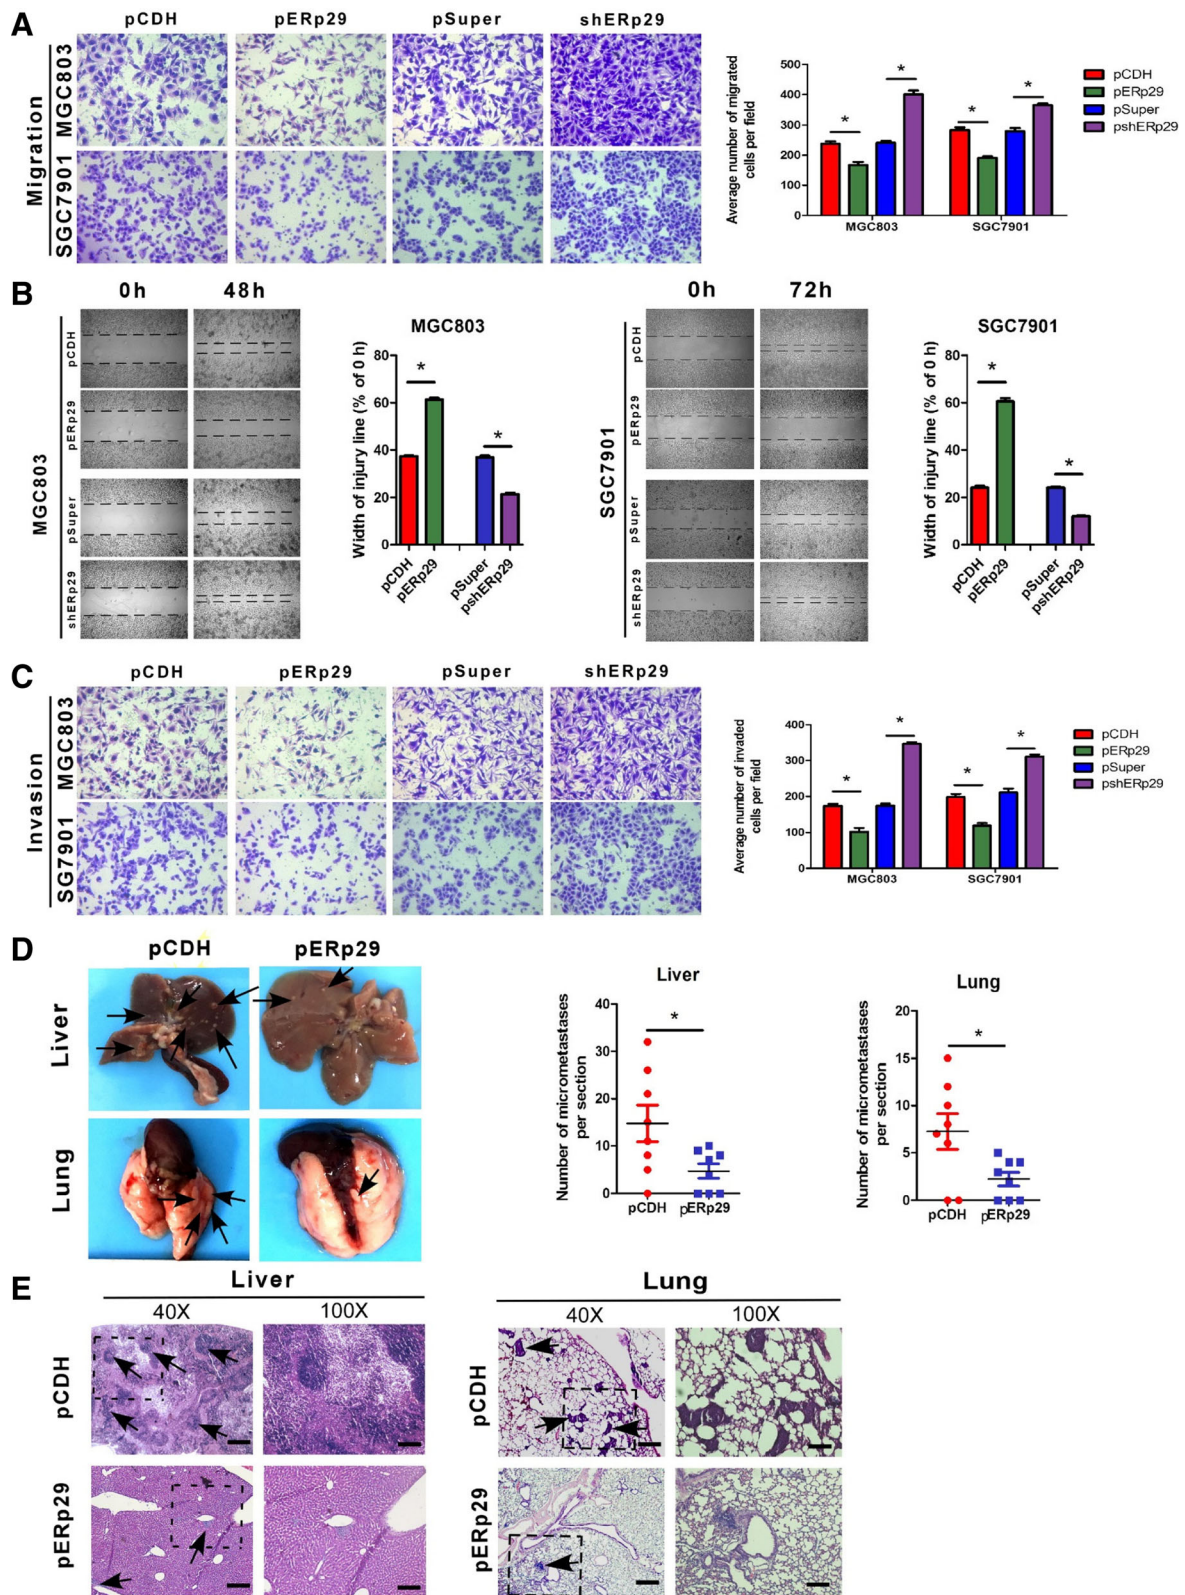 A
pCDH
pERp29
pSuper
shERp29
Migration
MGC803
SGC7901
Average number of migrated
cells per field
500
400
300
200
100
0
*
*
*
*
MGC803
SGC7901
pCDH
pERp29
pSuper
pshERp29
B
0h
48h
MGC803
pCDH
pERp29
pSuper
shERp29
MGC803
Width of injury line (% of 0 h)
80
60
40
20
0
*
*
pCDH
pERp29
pSuper
pshERp29
0h
72h
SGC7901
pCDH
pERp29
pSuper
shERp29
SGC7901
Width of injury line (% of 0 h)
80
60
40
20
0
*
*
pCDH
pERp29
pSuper
pshERp29
C
pCDH
pERp29
pSuper
shERp29
Invasion
MGC803
SG7901
Average number of invaded
cells per field
400
300
200
100
0
*
*
*
*
MGC803
SGC7901
pCDH
pERp29
pSuper
pshERp29
D
pCDH
pERp29
Liver
Lung
Liver
Number of micrometastases
per section
40
30
20
10
0
*
pCDH
pERp29
Lung
Number of micrometastases
per section
20
15
10
5
0
*
pCDH
pERp29
E
Liver
40X
100X
pCDH
pERp29
Lung
40X
100X
pCDH
pERp29